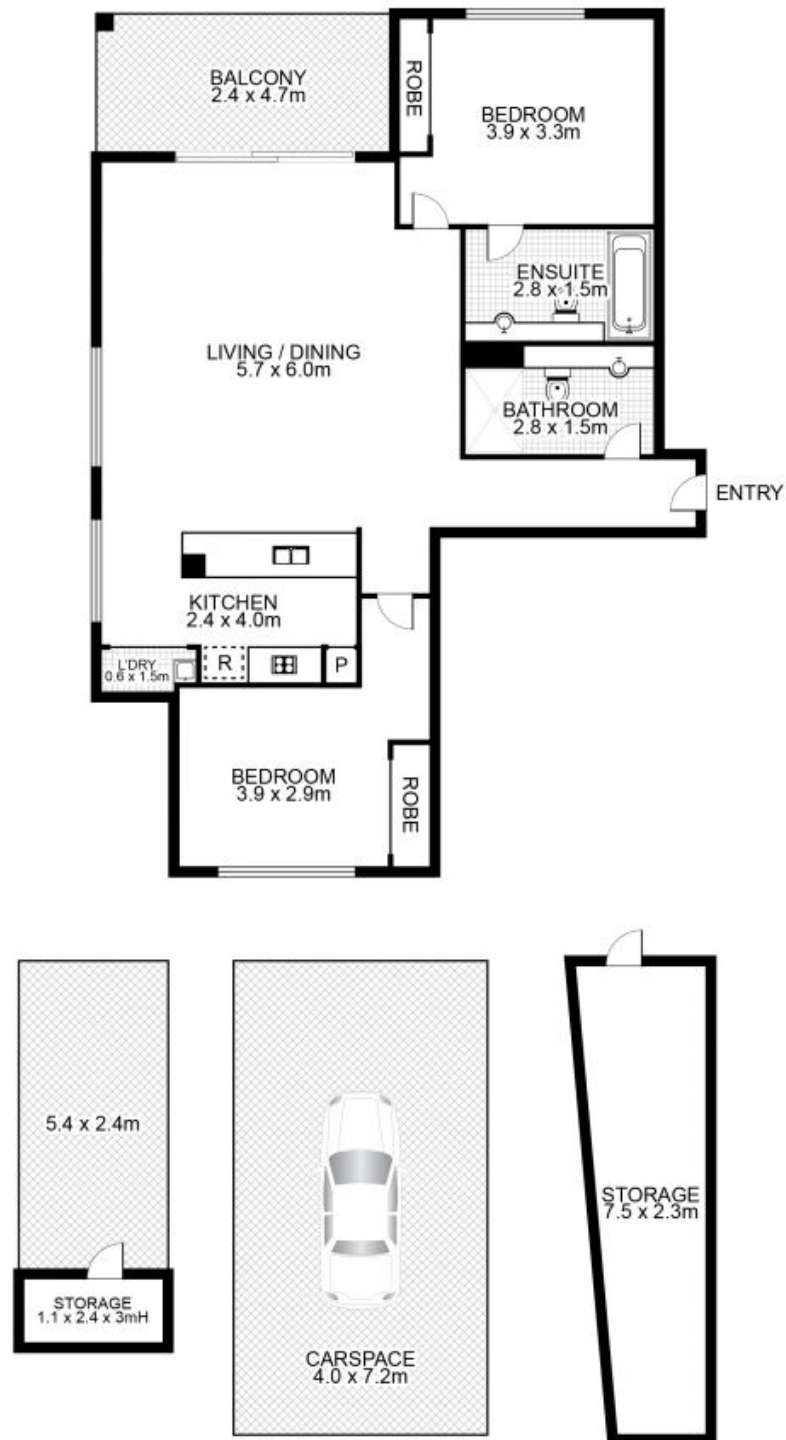 BALCONY
2.4 x 4.7m
ROBE
BEDROOM
3.9 x 3.3m
ENSUITE
2.8 x 1.5m
LIVING / DINING
5.7 x 6.0m
BATHROOM
2.8 x 1.5m
ENTRY
KITCHEN
2.4 x 4.0m
L'DRY
0.6 x 1.5m
R
P
BEDROOM
3.9 x 2.9m
ROBE
5.4 x 2.4m
STORAGE
1.1 x 2.4 x 3mH
CARSPACE
4.0 x 7.2m
STORAGE
7.5 x 2.3m